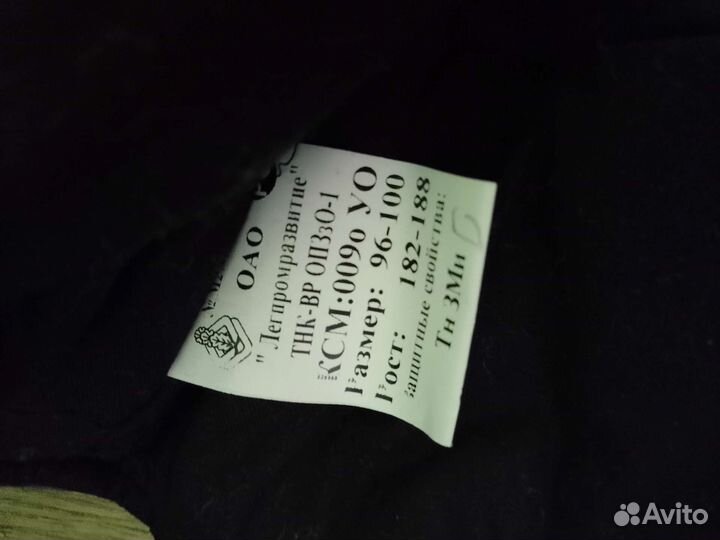 ОАО
"Легпромразвитие"
ТНК-ВР ОПЗзО-1
КСМ:009о УО
Размер: 96-100
Рост: 182-188
защитные свойства:
Тн ЗМи
Avito